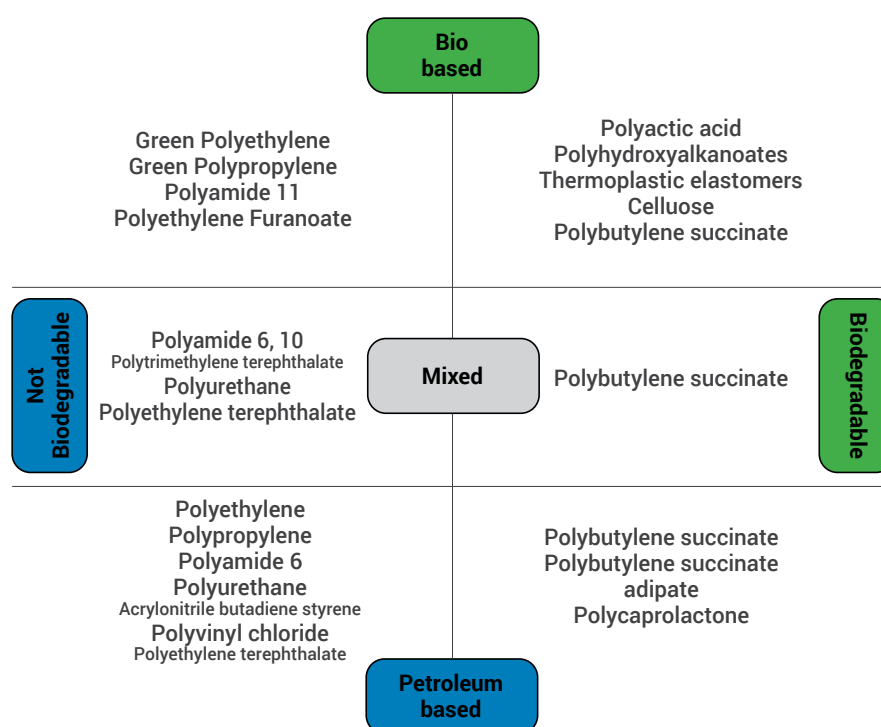 Bio
based
Green Polyethylene
Green Polypropylene
Polyamide 11
Polyethylene Furanoate
Polyactic acid
Polyhydroxyalkanoates
Thermoplastic elastomers
Celluose
Polybutylene succinate
Not
Biodegradable
Polyamide 6, 10
Polytrimethylene terephthalate
Polyurethane
Polyethylene terephthalate
Mixed
Polybutylene succinate
Biodegradable
Polyethylene
Polypropylene
Polyamide 6
Polyurethane
Acrylonitrile butadiene styrene
Polyvinyl chloride
Polyethylene terephthalate
Polybutylene succinate
Polybutylene succinate
adipate
Polycaprolactone
Petroleum
based